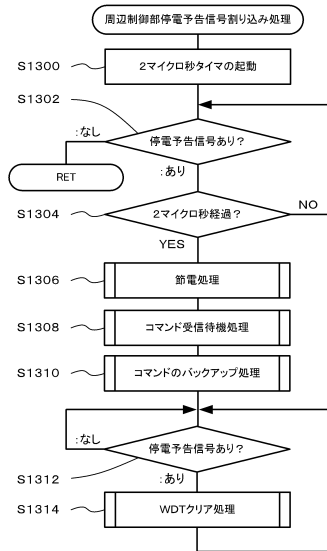 周辺制御部停電予告信号割り込み処理
S1300
2マイクロ秒タイマの起動
S1302
停電予告信号あり?
:なし
RET
:あり
S1304
2マイクロ秒経過?
NO
YES
S1306
節電処理
S1308
コマンド受信待機処理
S1310
コマンドのバックアップ処理
:なし
停電予告信号あり?
S1312
:あり
S1314
WDTクリア処理